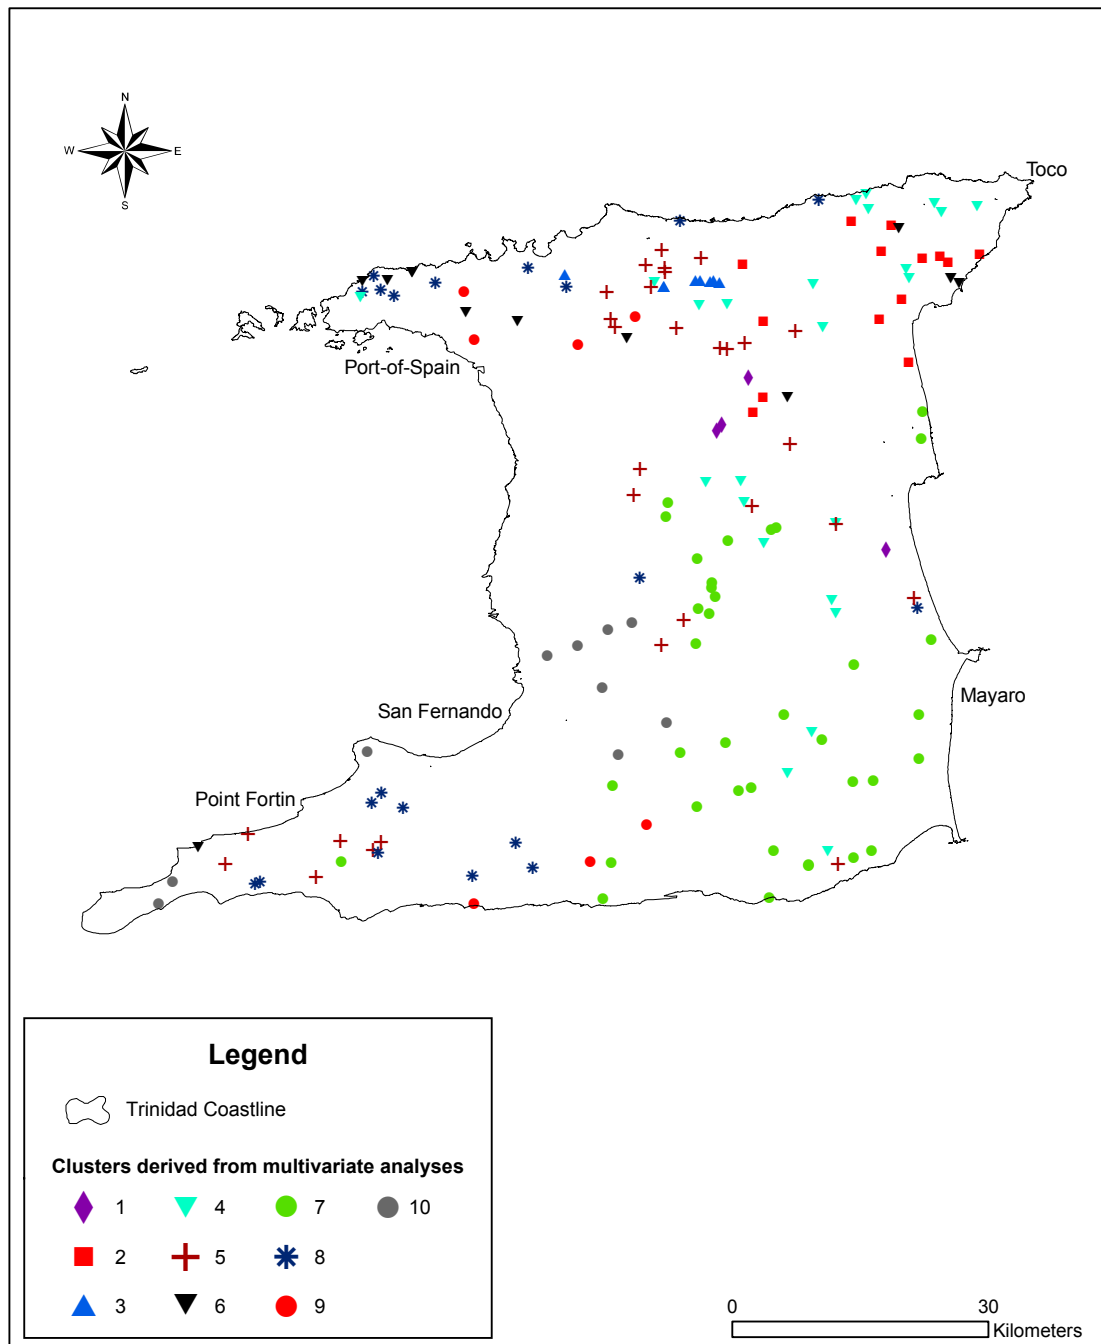 N
W E
S
Toco
Port-of-Spain
San Fernando
Mayaro
Point Fortin
Legend
Trinidad Coastline
Clusters derived from multivariate analyses
1 4 7 10
2 5 8
3 6 9
0 30
Kilometers